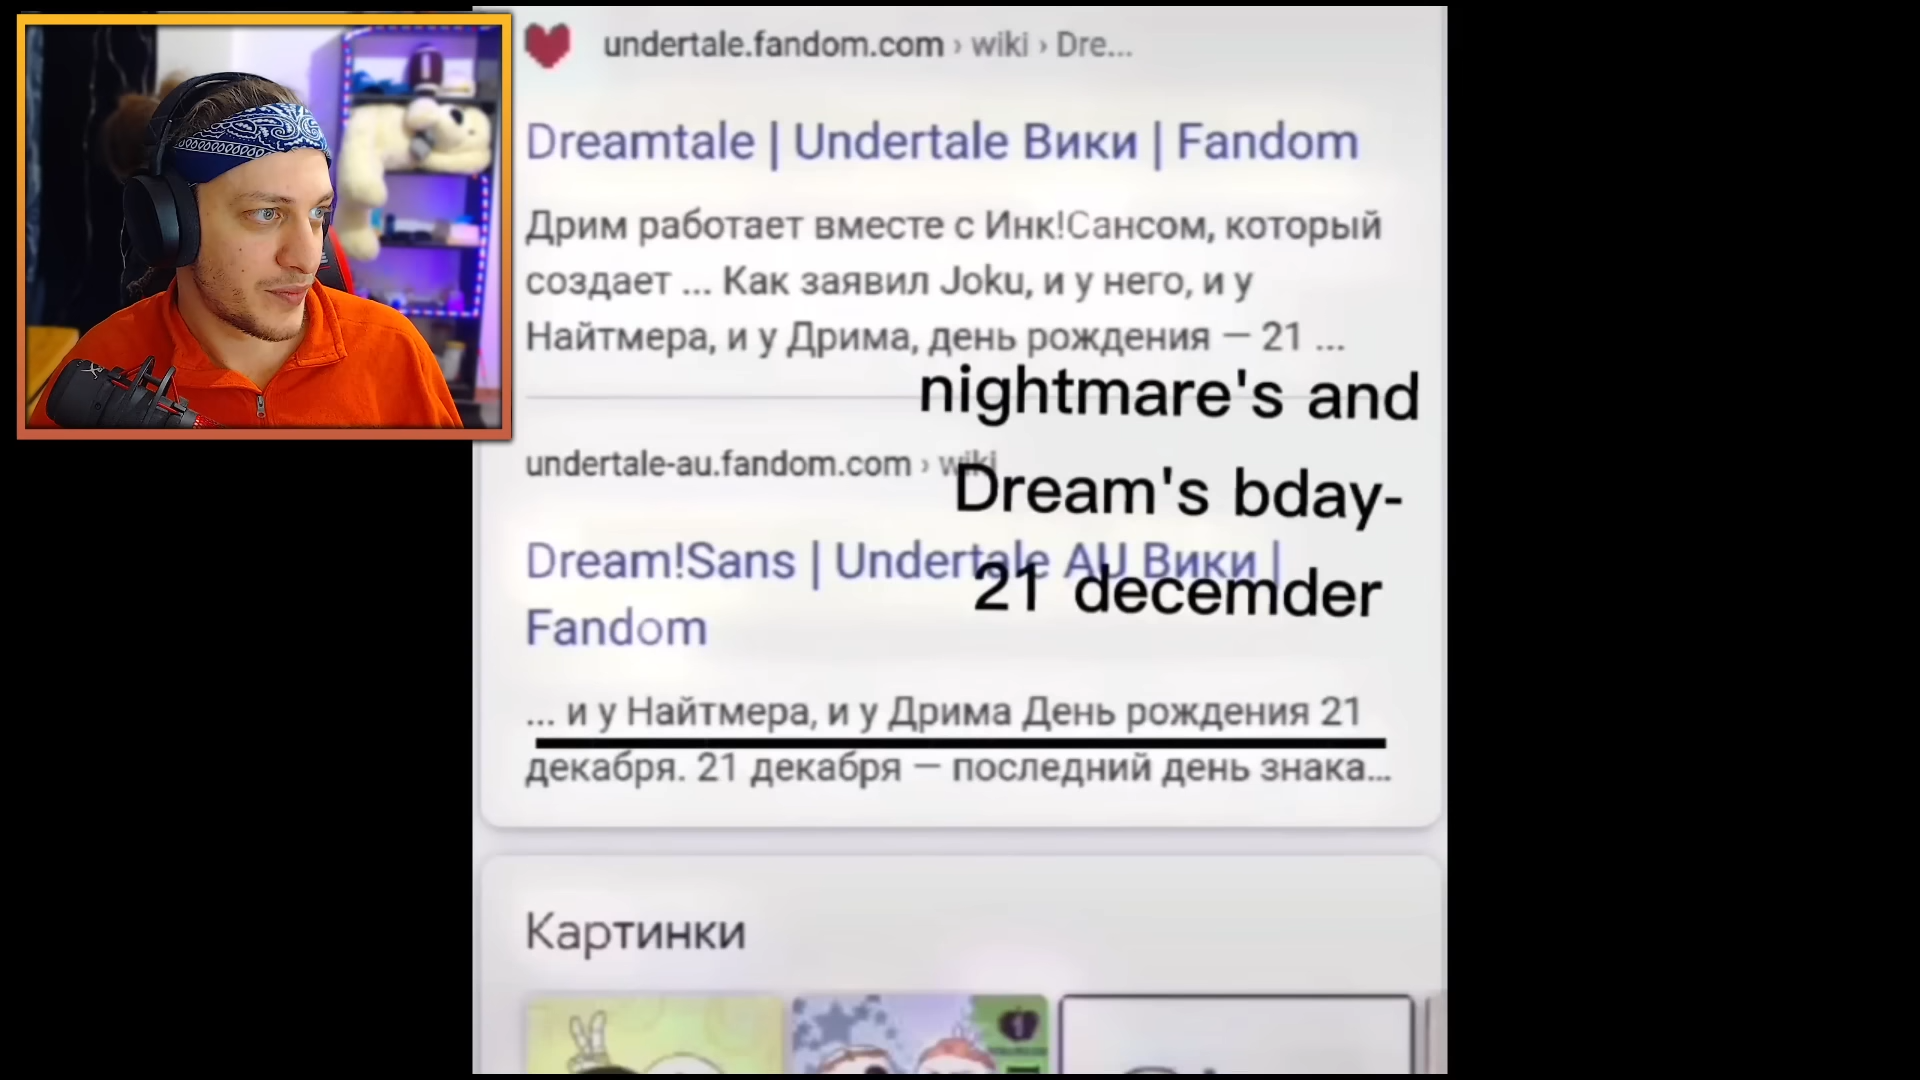 undertale.fandom.com › wiki › Dre...
Dreamtale | Undertale Вики | Fandom
Дрим работает вместе с Инк!Сансом, который
создает ... Как заявил Joku, и у него, и у
Найтмера, и у Дрима, день рождения — 21 ...
nightmare's and
undertale-au.fandom.com › wiki
Dream's bday-
Dream!Sans | Undertale AU Вики |
21 decemder
Fandom
... и у Найтмера, и у Дрима День рождения 21
декабря. 21 декабря — последний день знака...
Картинки